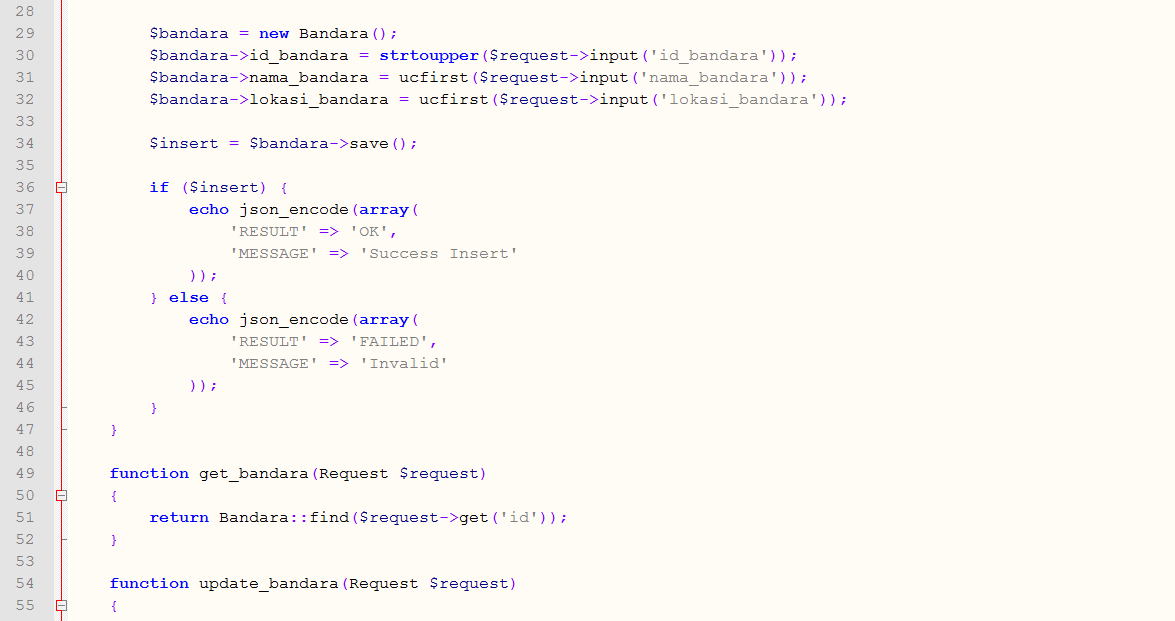 28
29 $bandara = new Bandara();
30 $bandara->id_bandara = strtoupper($request->input('id_bandara'));
31 $bandara->nama_bandara = ucfirst($request->input('nama_bandara'));
32 $bandara->lokasi_bandara = ucfirst($request->input('lokasi_bandara'));
33
34 $insert = $bandara->save();
35
36 if ($insert) {
37 echo json_encode(array(
38 'RESULT' => 'OK',
39 'MESSAGE' => 'Success Insert'
40 ));
41 } else {
42 echo json_encode(array(
43 'RESULT' => 'FAILED',
44 'MESSAGE' => 'Invalid'
45 ));
46 }
47 }
48
49 function get_bandara(Request $request)
50 {
51 return Bandara::find($request->get('id'));
52 }
53
54 function update_bandara(Request $request)
55 {